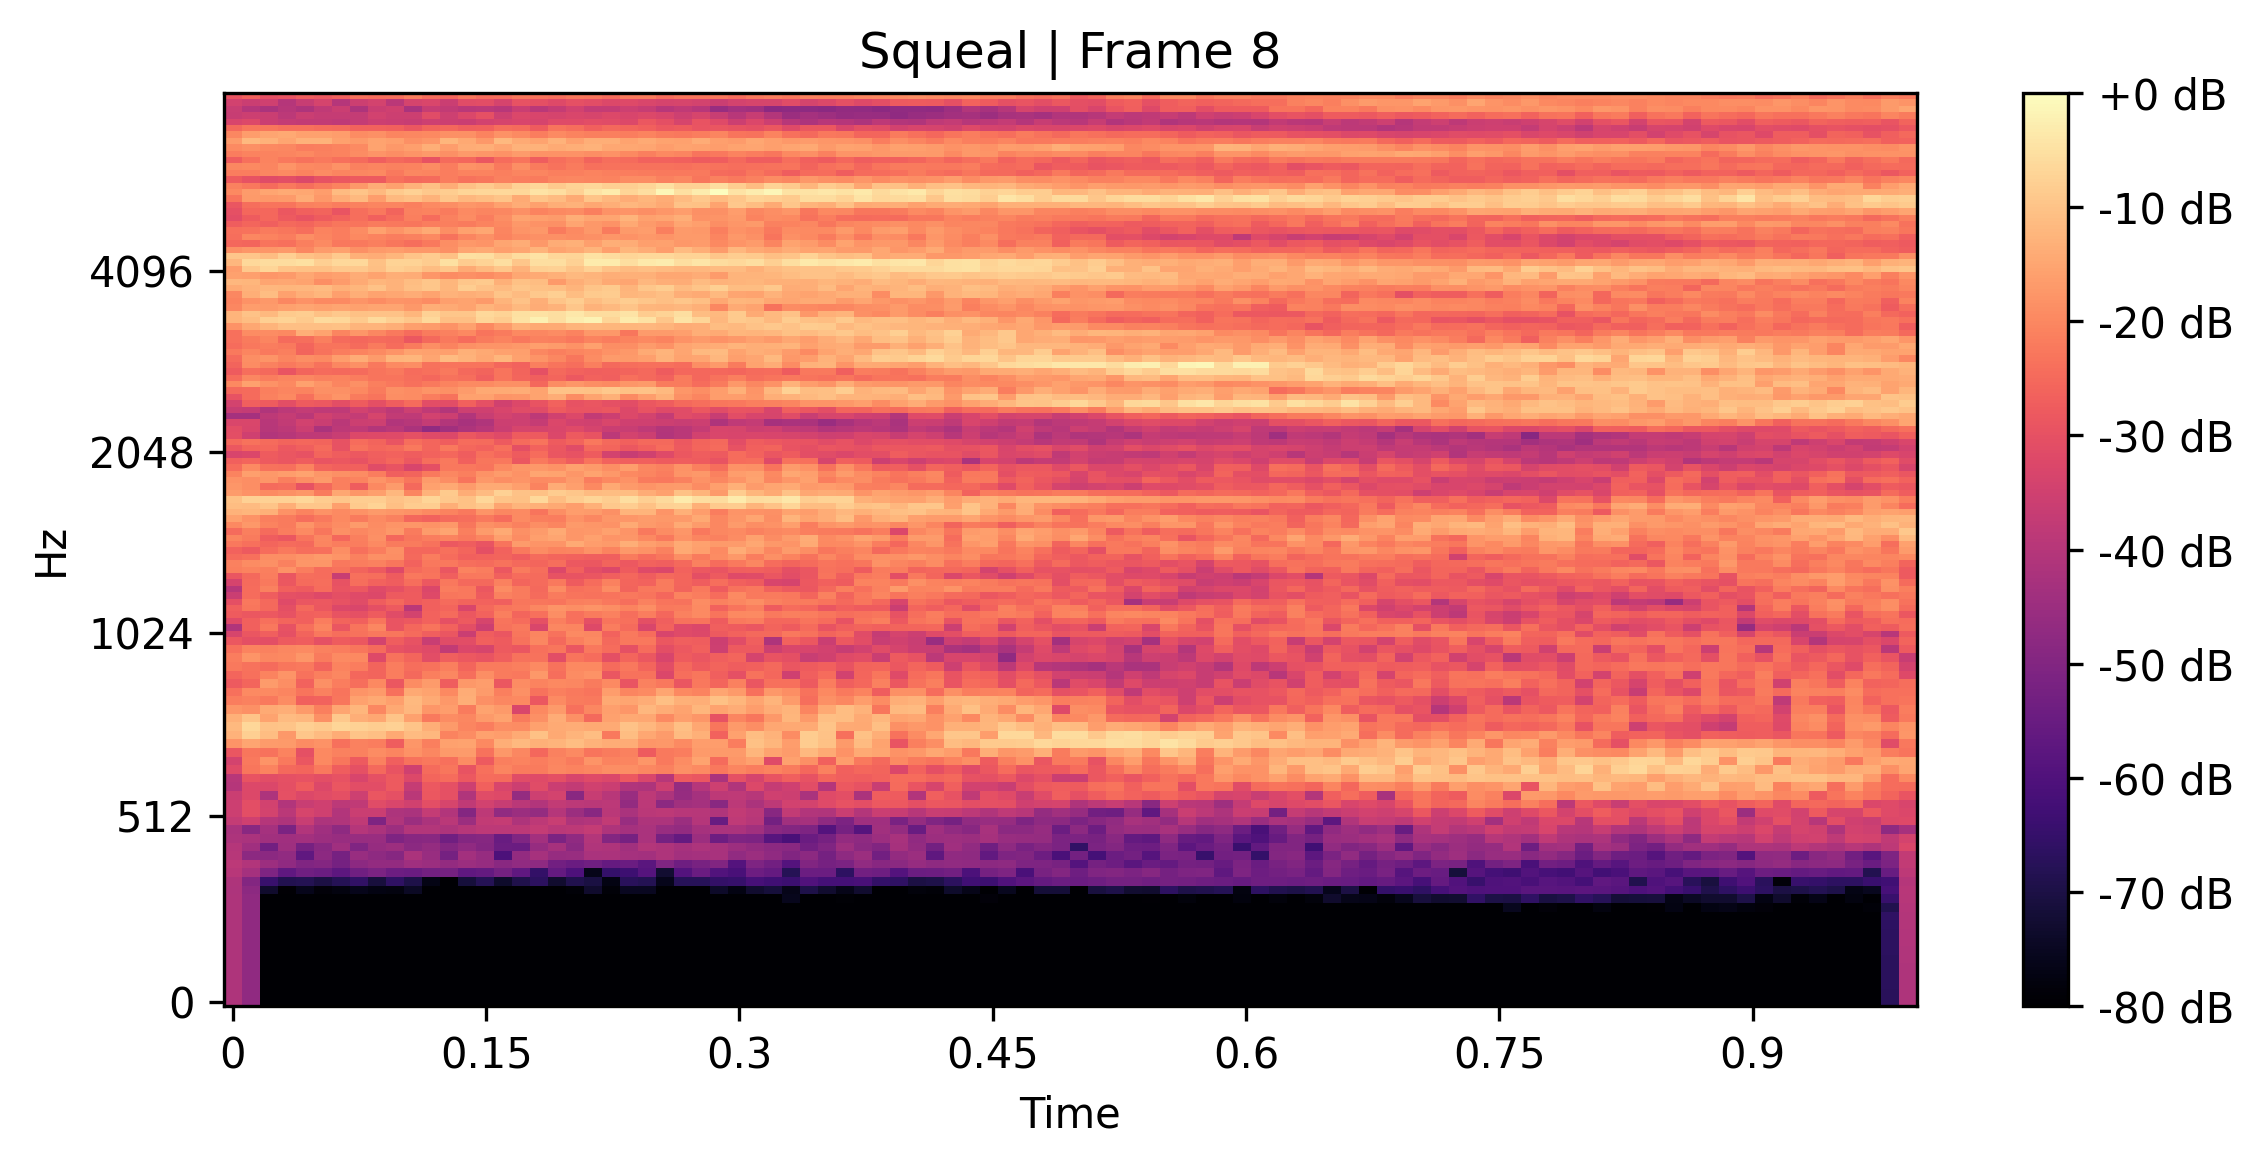 Squeal | Frame 8
Hz
4096
2048
1024
512
0
0 0.15 0.3 0.45 0.6 0.75 0.9
Time
+0 dB
-10 dB
-20 dB
-30 dB
-40 dB
-50 dB
-60 dB
-70 dB
-80 dB